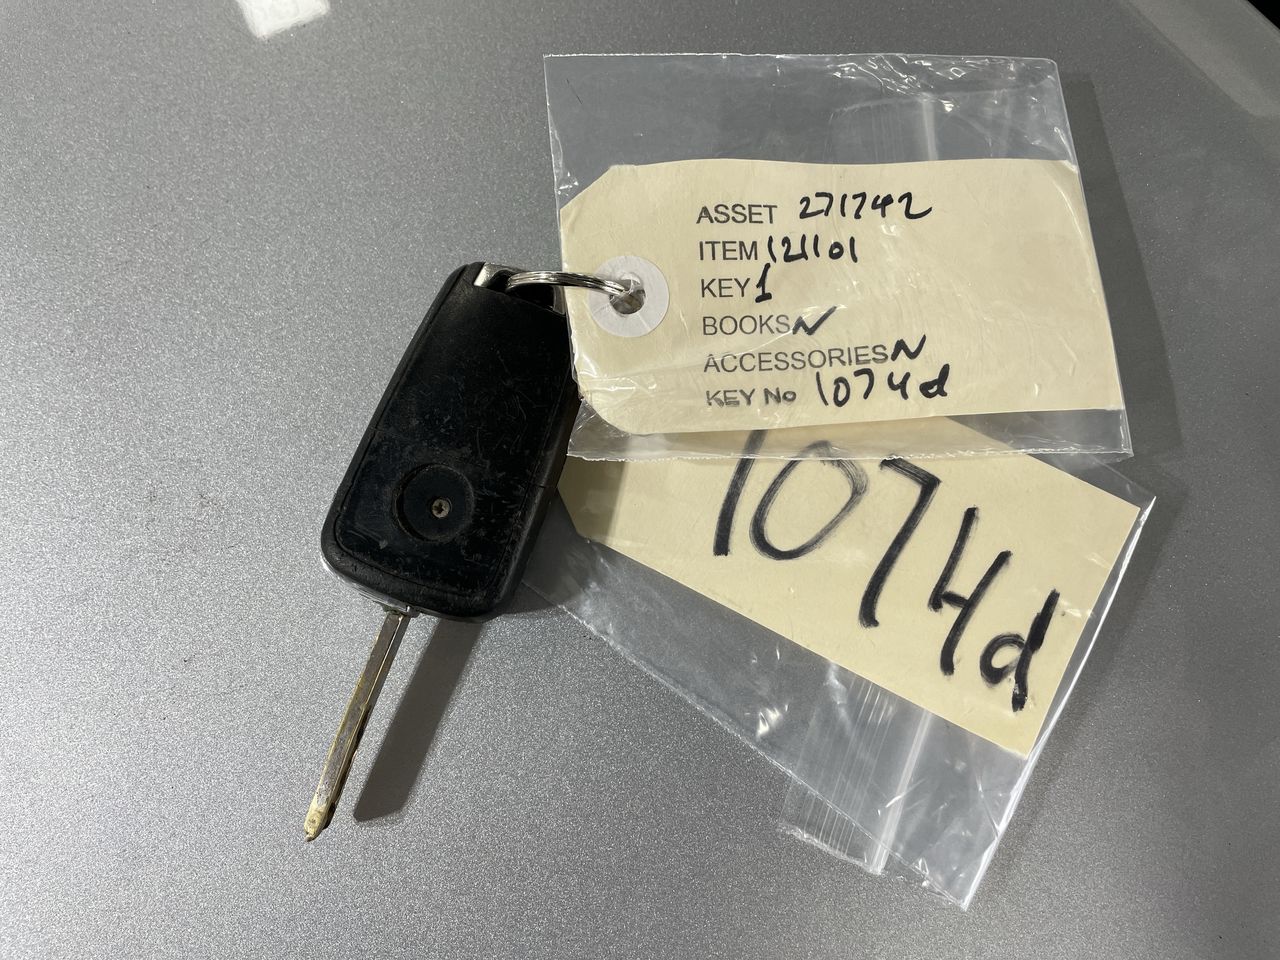 ASSET 271742
ITEM 121101
KEY 1
BOOKS N
ACCESSORIES N
KEY No 1074d
1074d